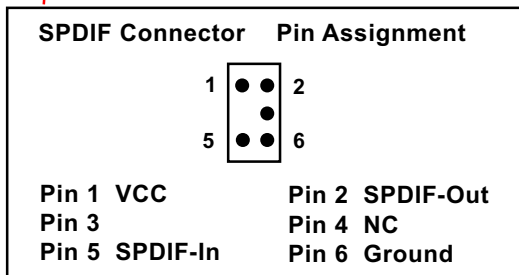 SPDIF Connector Pin Assignment
1 2
5 6
Pin 1 VCC Pin 2 SPDIF-Out
Pin 3 Pin 4 NC
Pin 5 SPDIF-In Pin 6 Ground